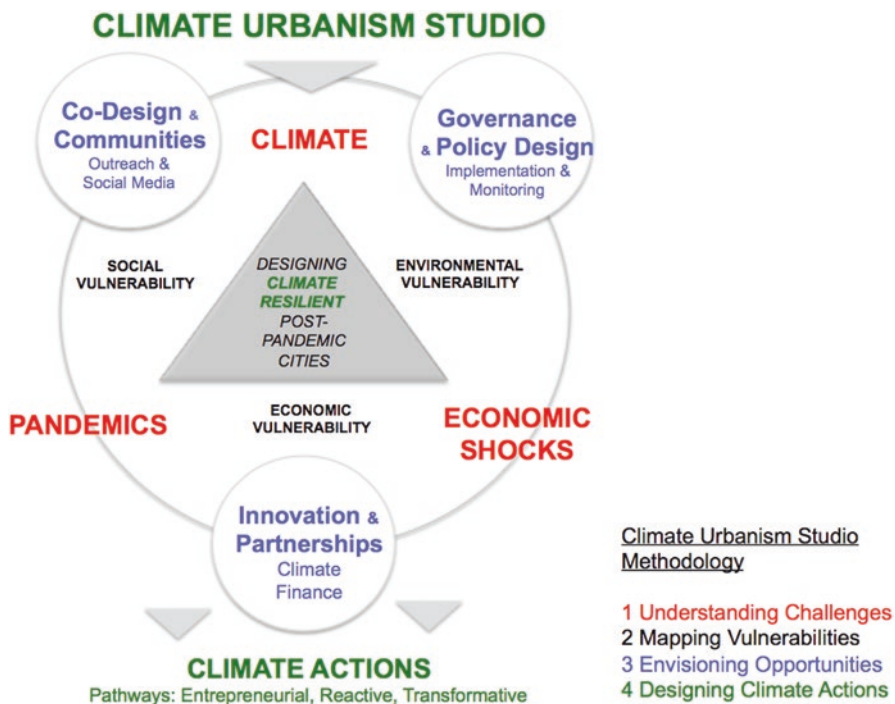 CLIMATE URBANISM STUDIO
Co-Design &
Communities
Outreach &
Social Media
CLIMATE
Governance
& Policy Design
Implementation &
Monitoring
SOCIAL
VULNERABILITY
DESIGNING
CLIMATE
RESILIENT
POST-
PANDEMIC
CITIES
ENVIRONMENTAL
VULNERABILITY
PANDEMICS
ECONOMIC
VULNERABILITY
ECONOMIC
SHOCKS
Innovation &
Partnerships
Climate
Finance
CLIMATE ACTIONS
Pathways: Entrepreneurial, Reactive, Transformative
Climate Urbanism Studio
Methodology
1 Understanding Challenges
2 Mapping Vulnerabilities
3 Envisioning Opportunities
4 Designing Climate Actions